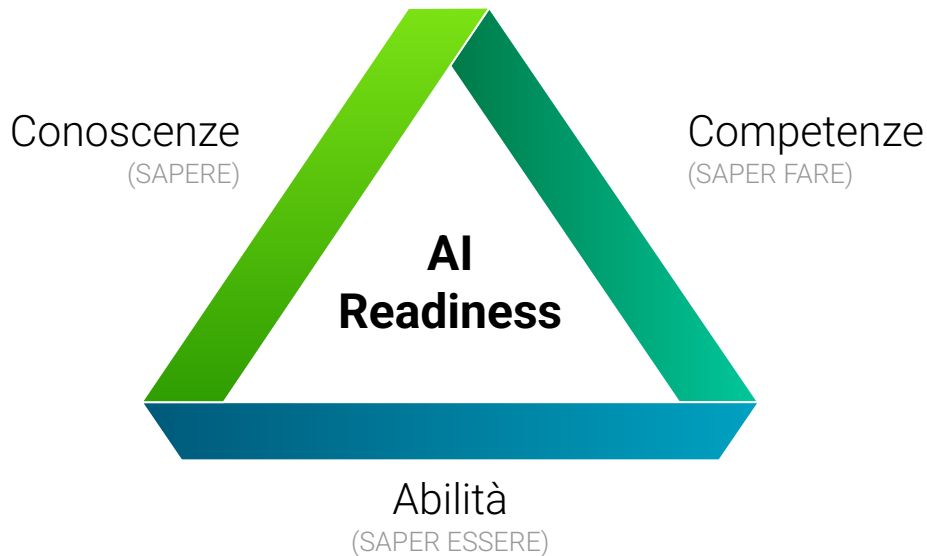 Conoscenze
(SAPERE)
Competenze
(SAPER FARE)
AI
Readiness
Abilità
(SAPER ESSERE)